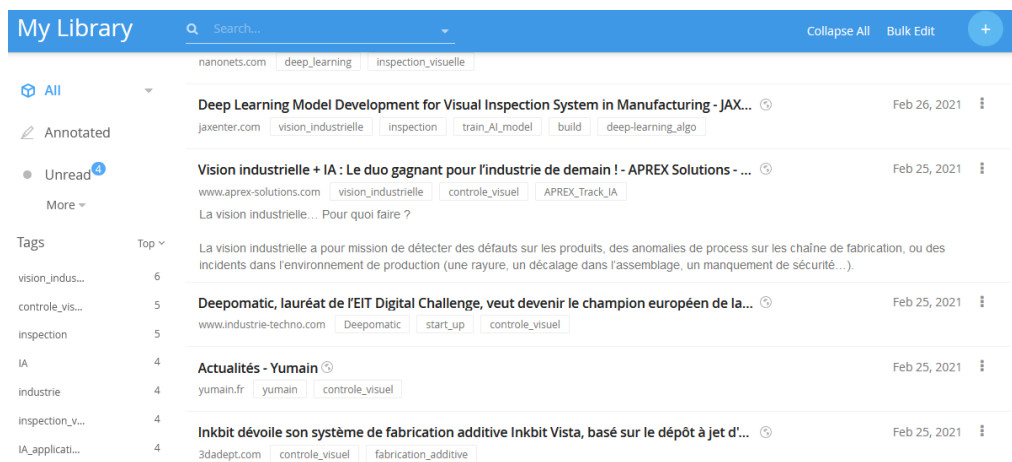 My Library
Search...
Collapse All Bulk Edit +
All
Annotated
Unread 4
More
Tags Top
vision_indus... 6
controle_vis... 5
inspection 5
IA 4
industrie 4
inspection_v... 4
IA_applicati... 4
nanonets.com deep_learning inspection_visuelle
Deep Learning Model Development for Visual Inspection System in Manufacturing - JAX... Feb 26, 2021
jaxenter.com vision_industrielle inspection train_AI_model build deep-learning_algo
Vision industrielle + IA : Le duo gagnant pour l’industrie de demain ! - APREX Solutions - ... Feb 25, 2021
www.aprex-solutions.com vision_industrielle controle_visuel APREX_Track_IA
La vision industrielle… Pour quoi faire ?
La vision industrielle a pour mission de détecter des défauts sur les produits, des anomalies de process sur les chaîne de fabrication, ou des
incidents dans l’environnement de production (une rayure, un décalage dans l’assemblage, un manquement de sécurité…).
Deepomatic, lauréat de l’EIT Digital Challenge, veut devenir le champion européen de la... Feb 25, 2021
www.industrie-techno.com Deepomatic start_up controle_visuel
Actualités - Yumain Feb 25, 2021
yumain.fr yumain controle_visuel
Inkbit dévoile son système de fabrication additive Inkbit Vista, basé sur le dépôt à jet d'... Feb 25, 2021
3dadept.com controle_visuel fabrication_additive